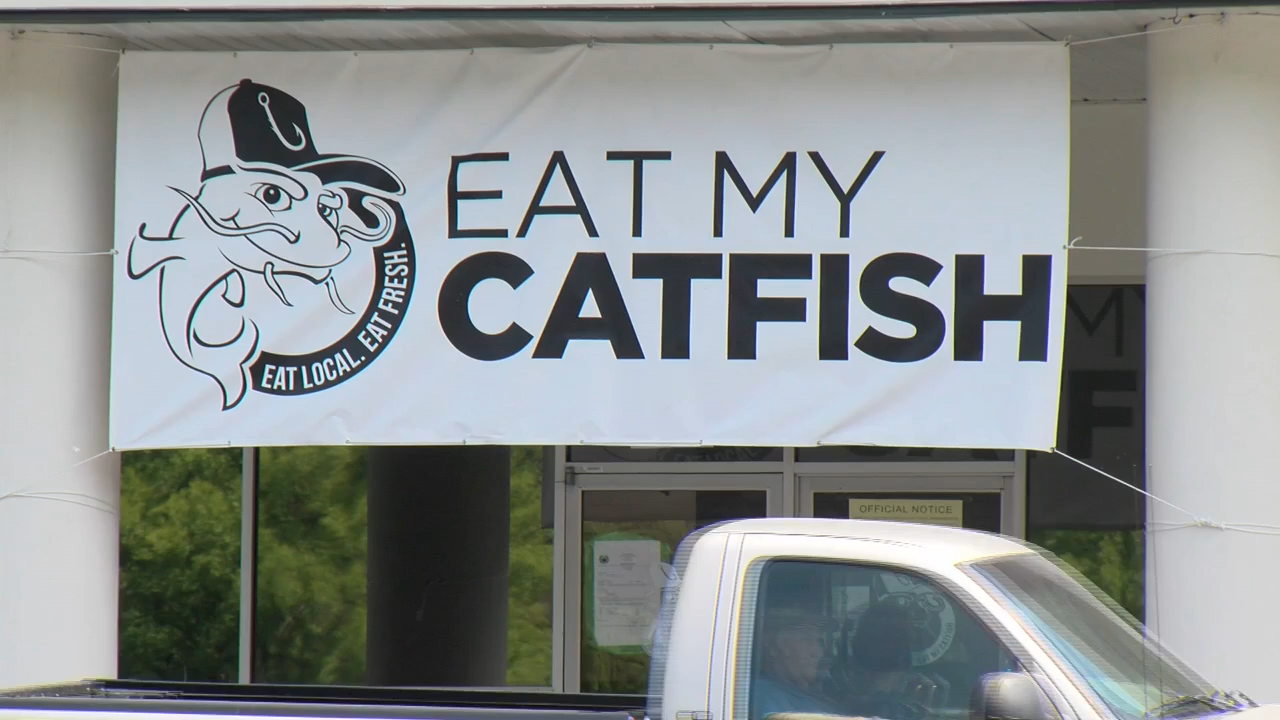 EAT MY
CATFISH
EAT LOCAL. EAT FRESH.
OFFICIAL NOTICE